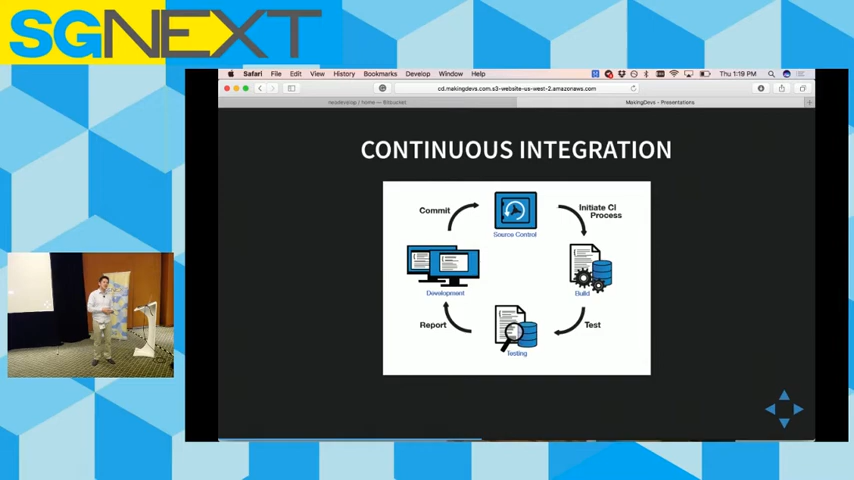 SGNEXT
Safari File Edit View History Bookmarks Develop Window Help
Thu 1:19 PM
cd.makingdevs.com.s3-website-us-west-2.amazonaws.com
home — Bitbucket
MakingDevs - Presentations
CONTINUOUS INTEGRATION
Commit
Initiate CI
Process
Source Control
Development
Build
Report
Test
Testing